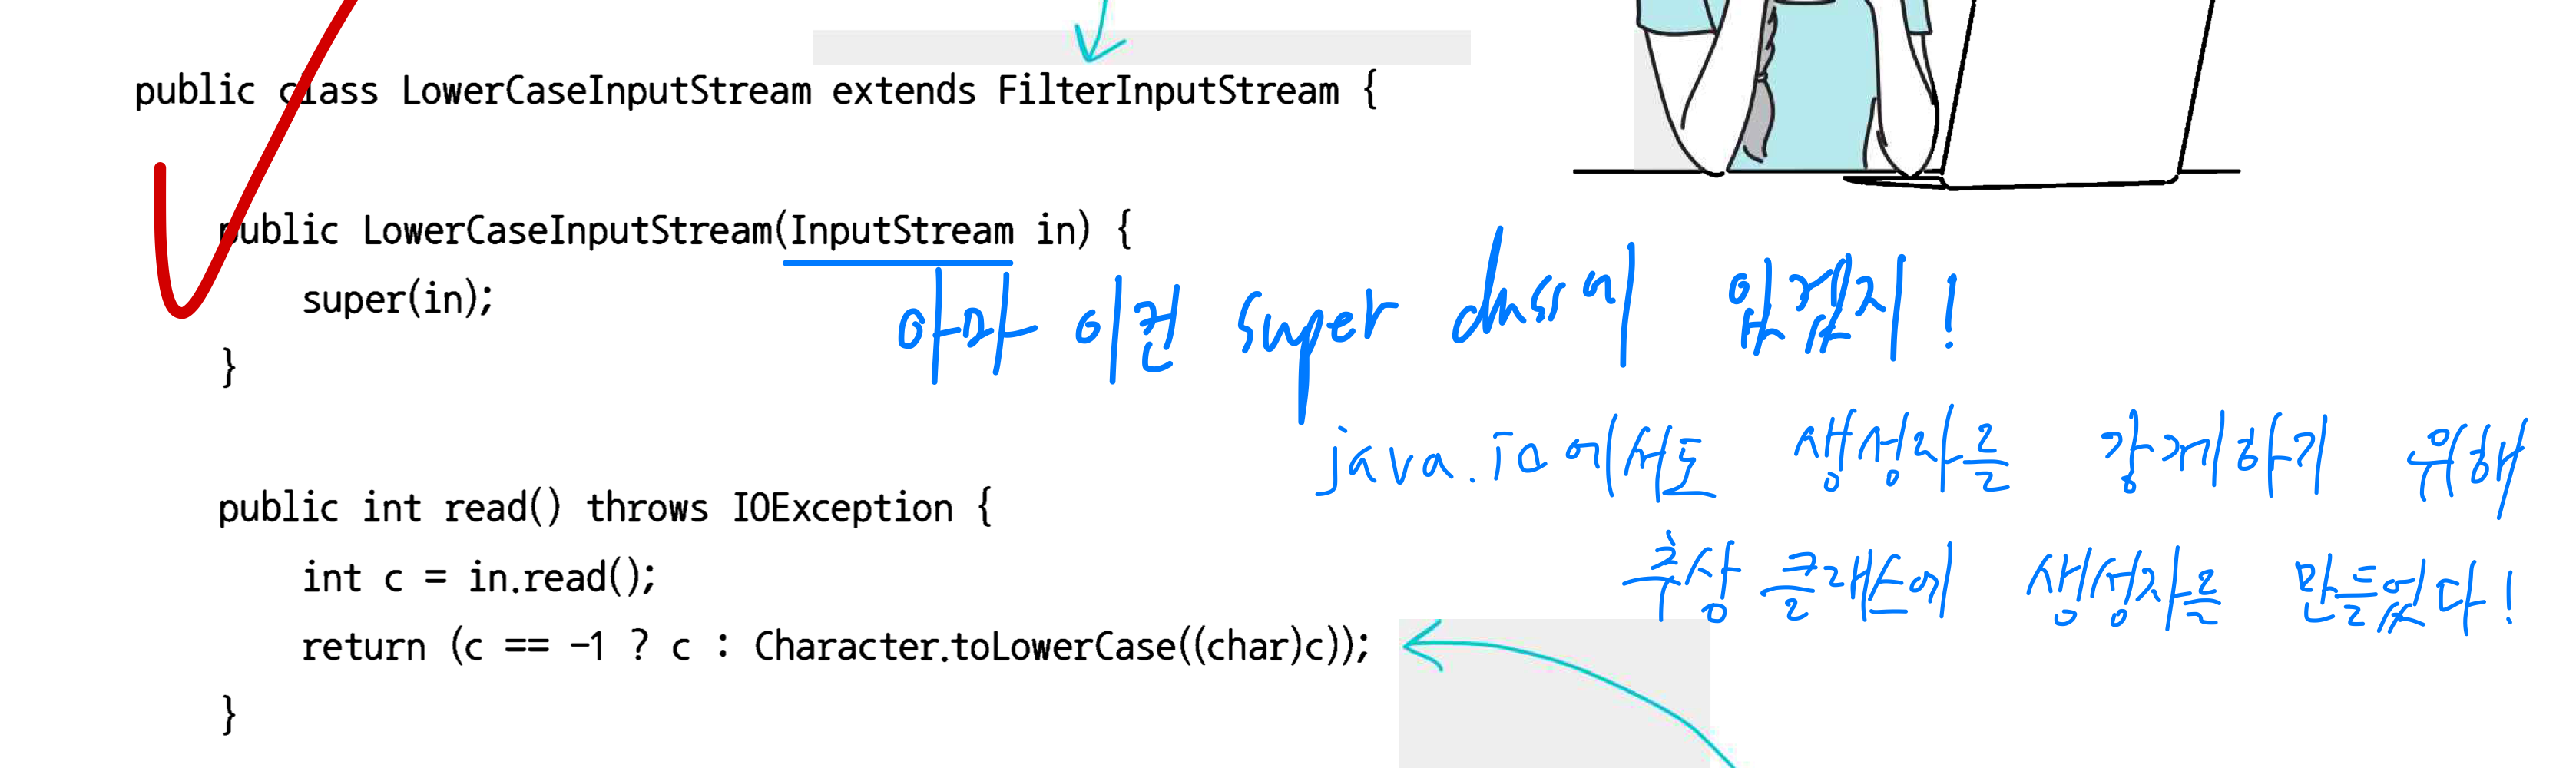 public class LowerCaseInputStream extends FilterInputStream {
public LowerCaseInputStream(InputStream in) {
super(in);
아마 이건 super class에 있겠지!
}
java.io에서도 생성자를 강제하기 위해
public int read() throws IOException {
추상 클래스에 생성자를 만들었다!
int c = in.read();
return (c == -1 ? c : Character.toLowerCase((char)c));
}